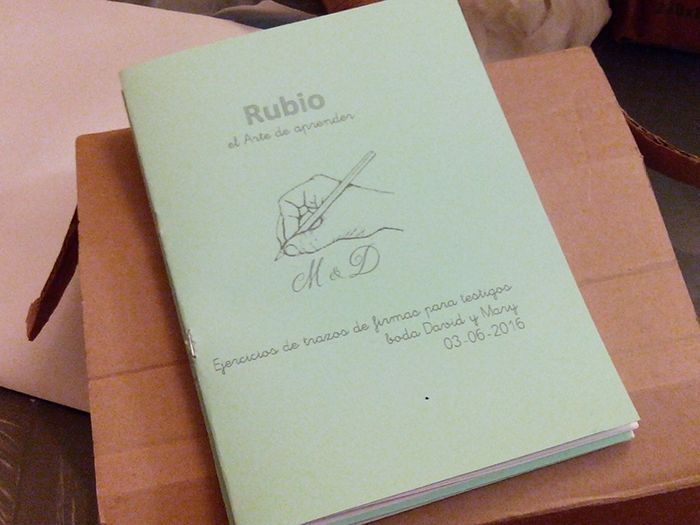 Rubio
el Arte de aprender
M & D
Ejercicios de trazos de firmas para testigos
boda David y Mary
03-06-2016